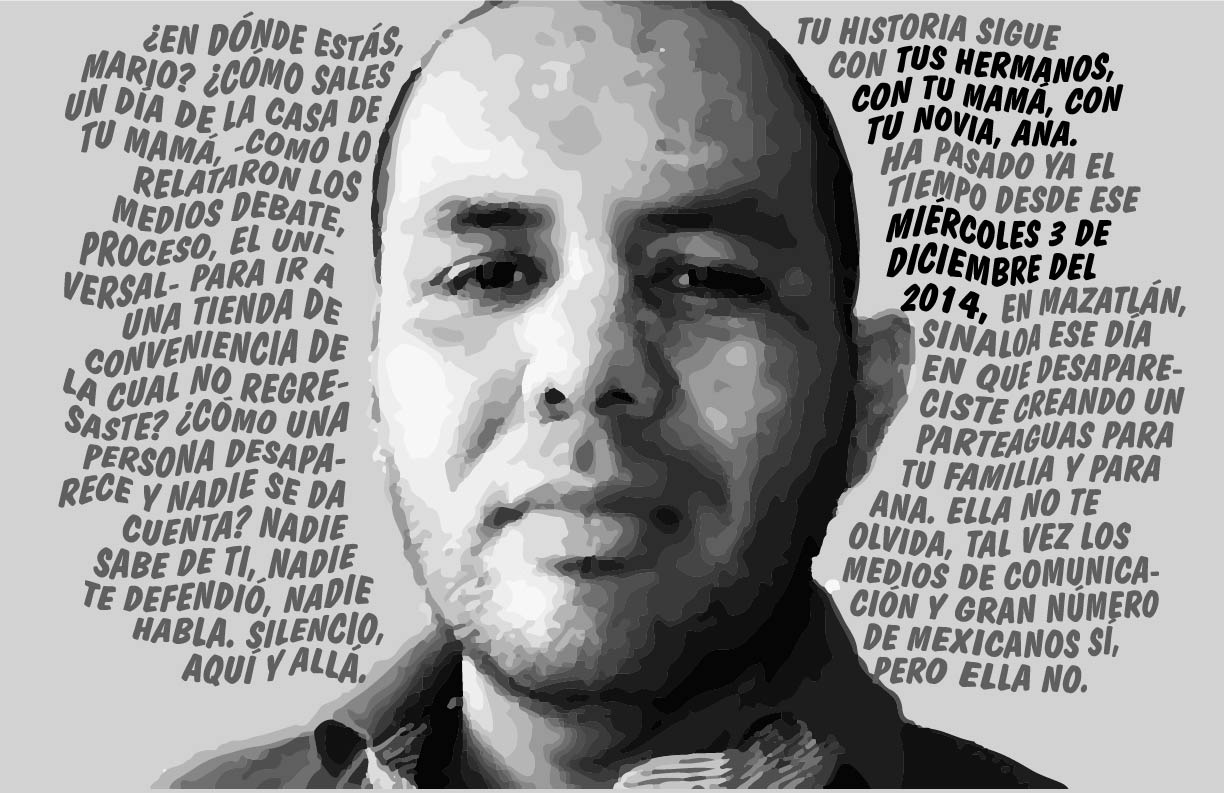 ¿EN DÓNDE ESTÁS,
MARIO? ¿CÓMO SALES
UN DÍA DE LA CASA DE
TU MAMÁ, -COMO LO
RELATARON LOS
MEDIOS DEBATE,
PROCESO, EL UNI-
VERSAL- PARA IR A
UNA TIENDA DE
CONVENIENCIA DE
LA CUAL NO REGRE-
SASTE? ¿CÓMO UNA
PERSONA DESAPA-
RECE Y NADIE SE DA
CUENTA? NADIE
SABE DE TI, NADIE
TE DEFENDIÓ, NADIE
HABLA. SILENCIO,
AQUÍ Y ALLÁ.
TU HISTORIA SIGUE
CON TUS HERMANOS,
CON TU MAMÁ, CON
TU NOVIA, ANA.
HA PASADO YA EL
TIEMPO DESDE ESE
MIÉRCOLES 3 DE
DICIEMBRE DEL
2014, EN MAZATLÁN,
SINALOA ESE DÍA
EN QUE DESAPARE-
CISTE CREANDO UN
PARTEAGUAS PARA
TU FAMILIA Y PARA
ANA. ELLA NO TE
OLVIDA, TAL VEZ LOS
MEDIOS DE COMUNICA-
CIÓN Y GRAN NÚMERO
DE MEXICANOS SÍ,
PERO ELLA NO.